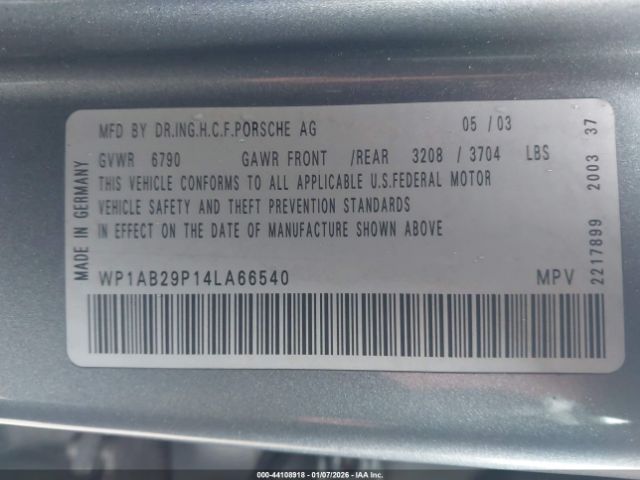 MFD BY DR.ING.H.C.F.PORSCHE AG 05 / 03
GVWR 6790 GAWR FRONT /REAR 3208 / 3704 LBS
THIS VEHICLE CONFORMS TO ALL APPLICABLE U.S.FEDERAL MOTOR
VEHICLE SAFETY AND THEFT PREVENTION STANDARDS
IN EFFECT ON THE DATE OF MANUFACTURE SHOWN ABOVE
WP1AB29P14LA66540 MPV
MADE IN GERMANY
2217899 2003 37
000-44108918 - 01/07/2026 - IAAI.COM